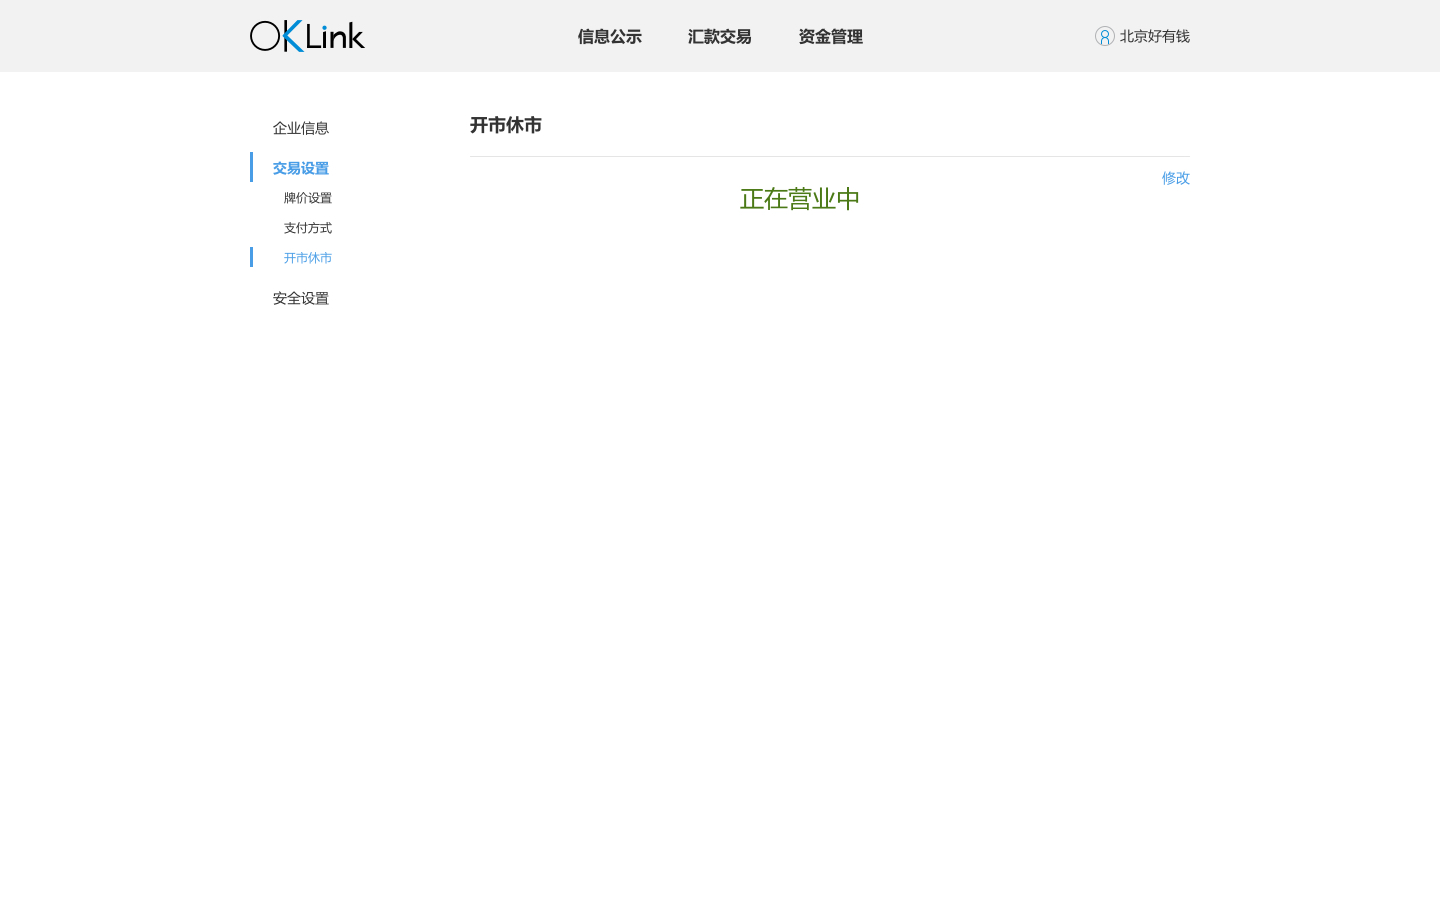 OKLink
信息公示
汇款交易
资金管理
北京好有钱
企业信息
交易设置
牌价设置
支付方式
开市休市
安全设置
开市休市
修改
正在营业中